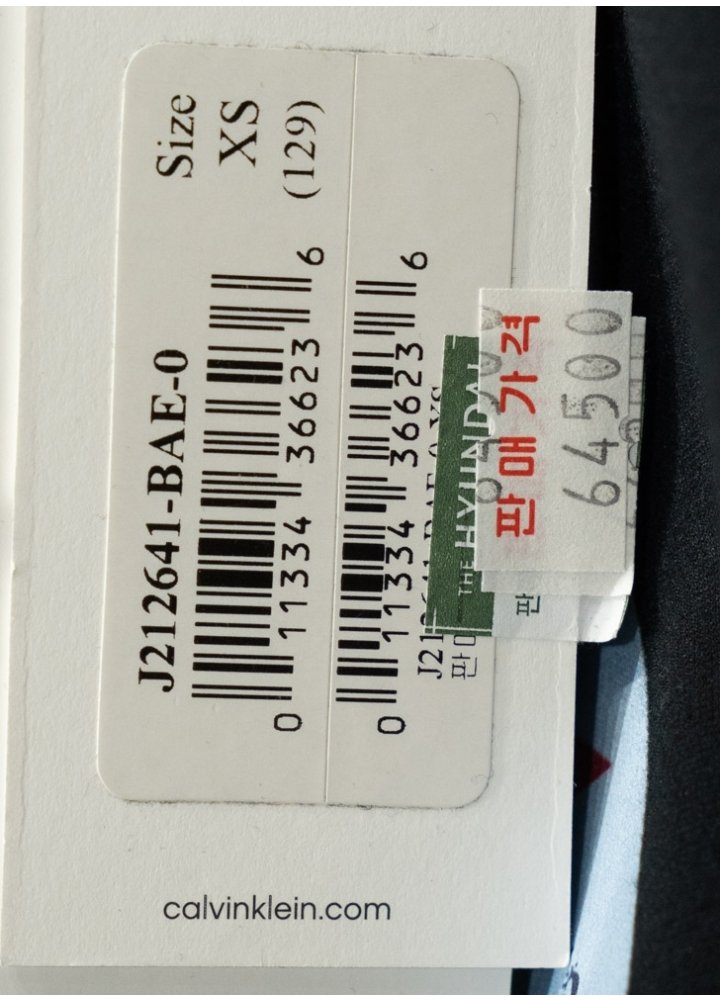 Size
XS
(129)
J212641-BAE-0
0 11334 36623 6
0 11334 36623 6
THE HYUNDAI
판매가격
64500
calvinklein.com